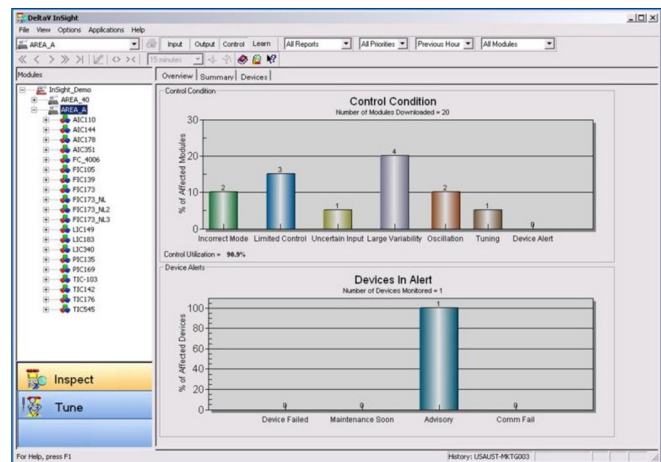 DeltaV InSight
File View Options Applications Help
AREA_A Input Output Control Learn All Reports All Priorities Previous Hour All Modules
15 minutes
Modules
Overview Summary Devices
InSight_Demo
AREA_40
AREA_A
AIC110
AIC144
AIC178
AIC351
FC_4006
FIC105
FIC139
FIC173
FIC173_NL
FIC173_NL2
FIC173_NL3
LIC149
LIC183
LIC340
PIC135
PIC169
TIC-103
TIC142
TIC176
TIC545
Inspect
Tune
Control Condition
Control Condition
Number of Modules Downloaded = 20
% of Affected Modules
30
20
10
0
2 3 1 4 2 1 0
Incorrect Mode Limited Control Uncertain Input Large Variability Oscillation Tuning Device Alert
Control Utilization = 90.9%
Device Alerts
Devices In Alert
Number of Devices Monitored = 1
% of Affected Devices
100
80
60
40
20
0
0 0 1 0
Device Failed Maintenance Soon Advisory Comm Fail
For Help, press F1
History: USAUST-MKTG003